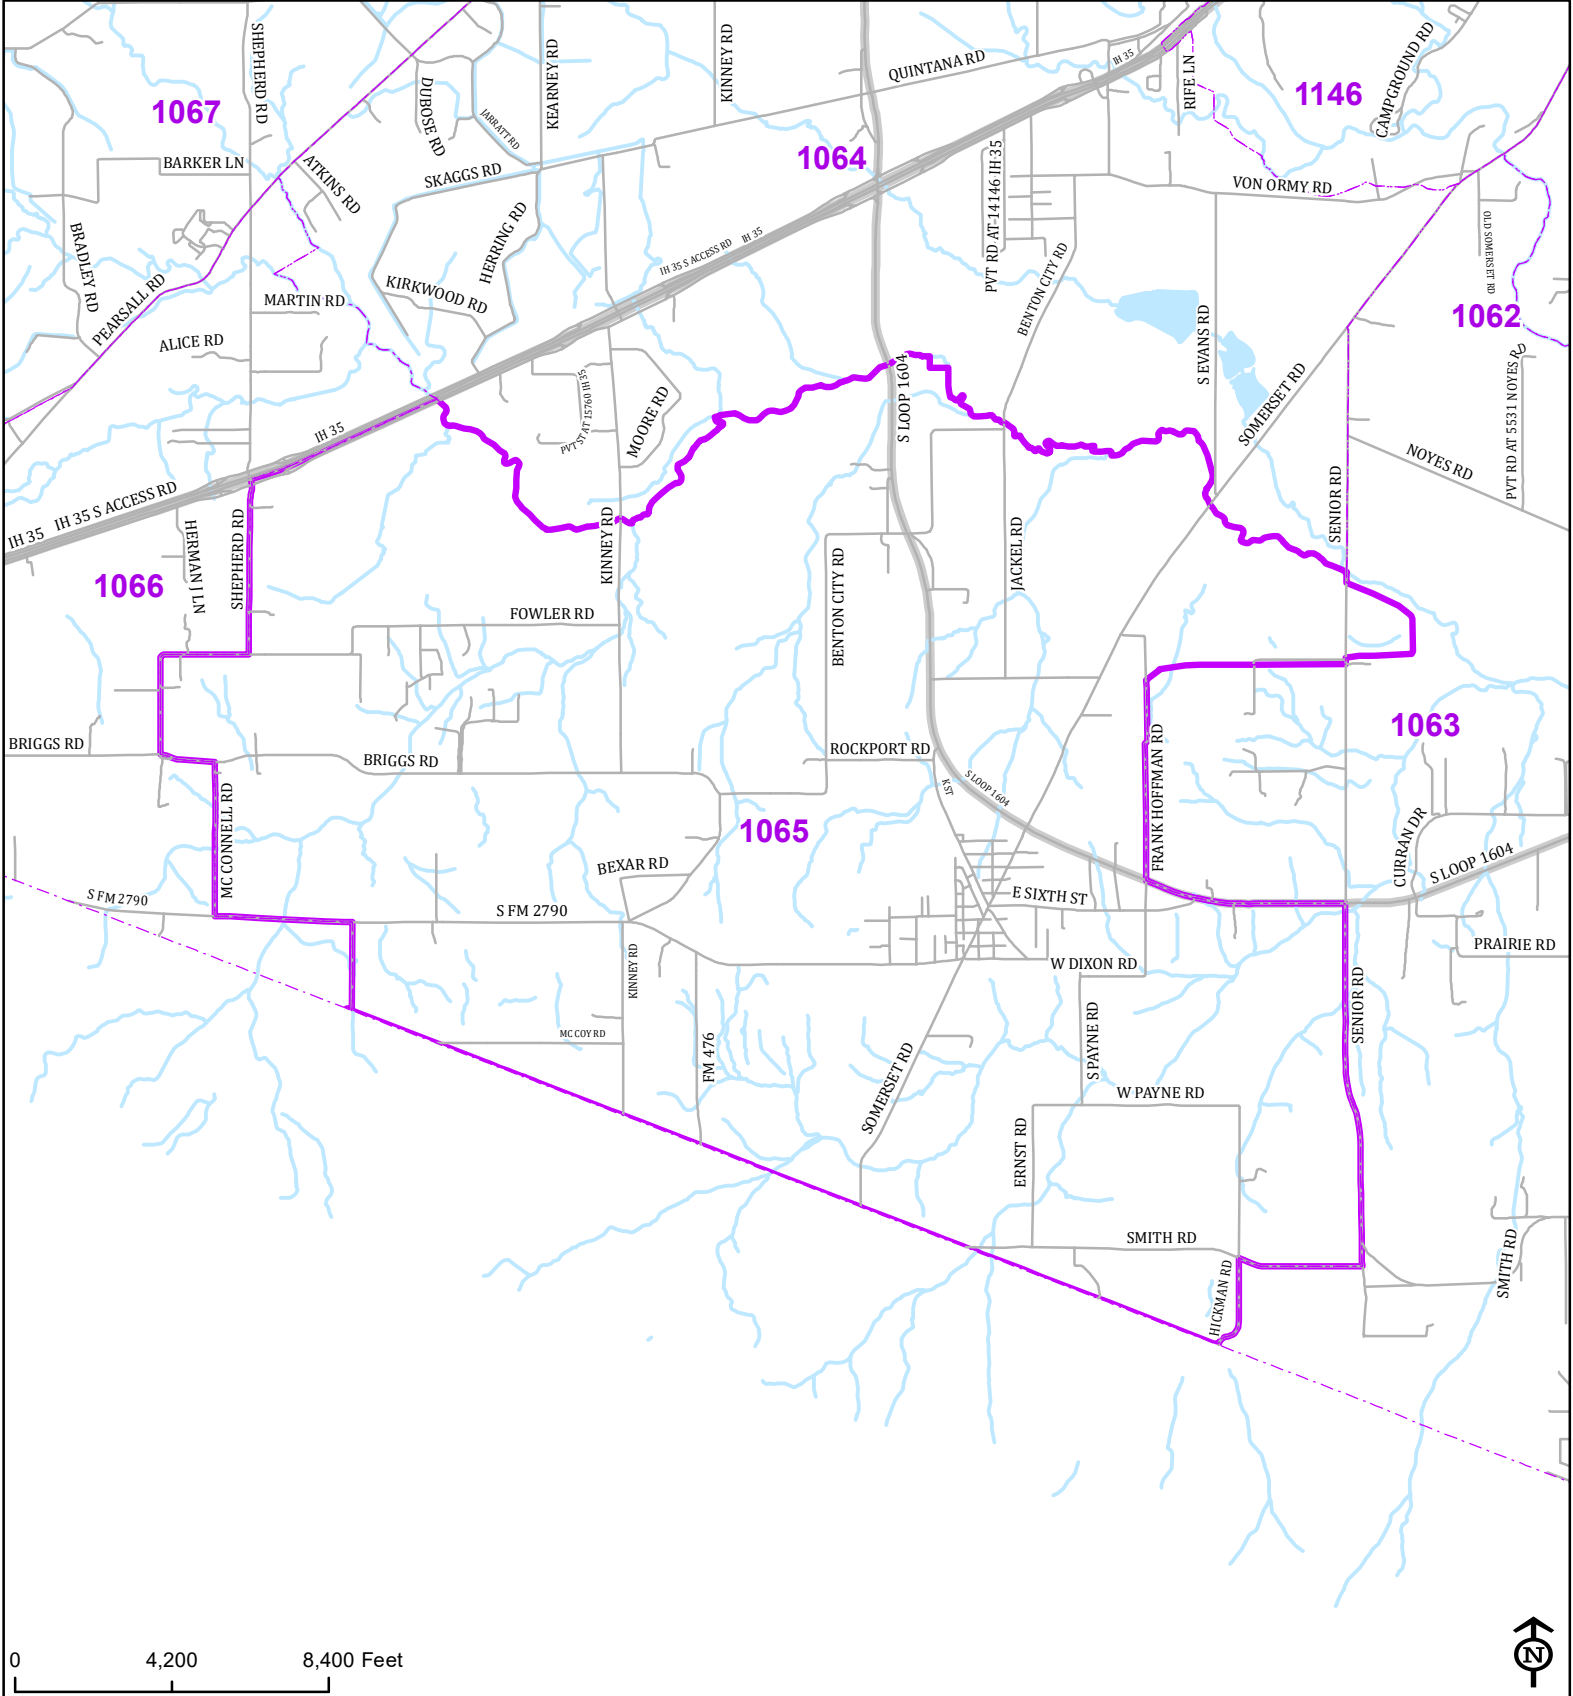 SHEPHERD RD
KEARNEY RD
KINNEY RD
QUINTANA RD
IH 35
RIFE LN
1146
CAMPGROUND RD
1067
DUBOSE RD
JARRATT RD
1064
BARKER LN
ATKINS RD
SKAGGS RD
PVT RD AT 14146 IH 35
VON ORMY RD
BRADLEY RD
HERRING RD
IH 35 S ACCESS RD
IH 35
BENTON CITY RD
OLD SOMERSET RD
PEARSALL RD
MARTIN RD
KIRKWOOD RD
1062
ALICE RD
S EVANS RD
PVT ST AT 15760 IH 35
MOORE RD
S LOOP 1604
SOMERSET RD
PVT RD AT 5531 NOYES RD
IH 35
NOYES RD
IH 35
IH 35 S ACCESS RD
SENIOR RD
HERMAN J LN
SHEPHERD RD
KINNEY RD
JACKEL RD
1066
BENTON CITY RD
FOWLER RD
1063
BRIGGS RD
BRIGGS RD
ROCKPORT RD
FRANK HOFFMAN RD
K ST
S LOOP 1604
MC CONNELL RD
1065
CURRAN DR
S LOOP 1604
BEXAR RD
S FM 2790
S FM 2790
E SIXTH ST
PRAIRIE RD
KINNEY RD
W DIXON RD
SENIOR RD
MC COY RD
FM 476
S PAYNE RD
SOMERSET RD
W PAYNE RD
ERNST RD
SMITH RD
SMITH RD
HICKMAN RD
0
4,200
8,400 Feet
N